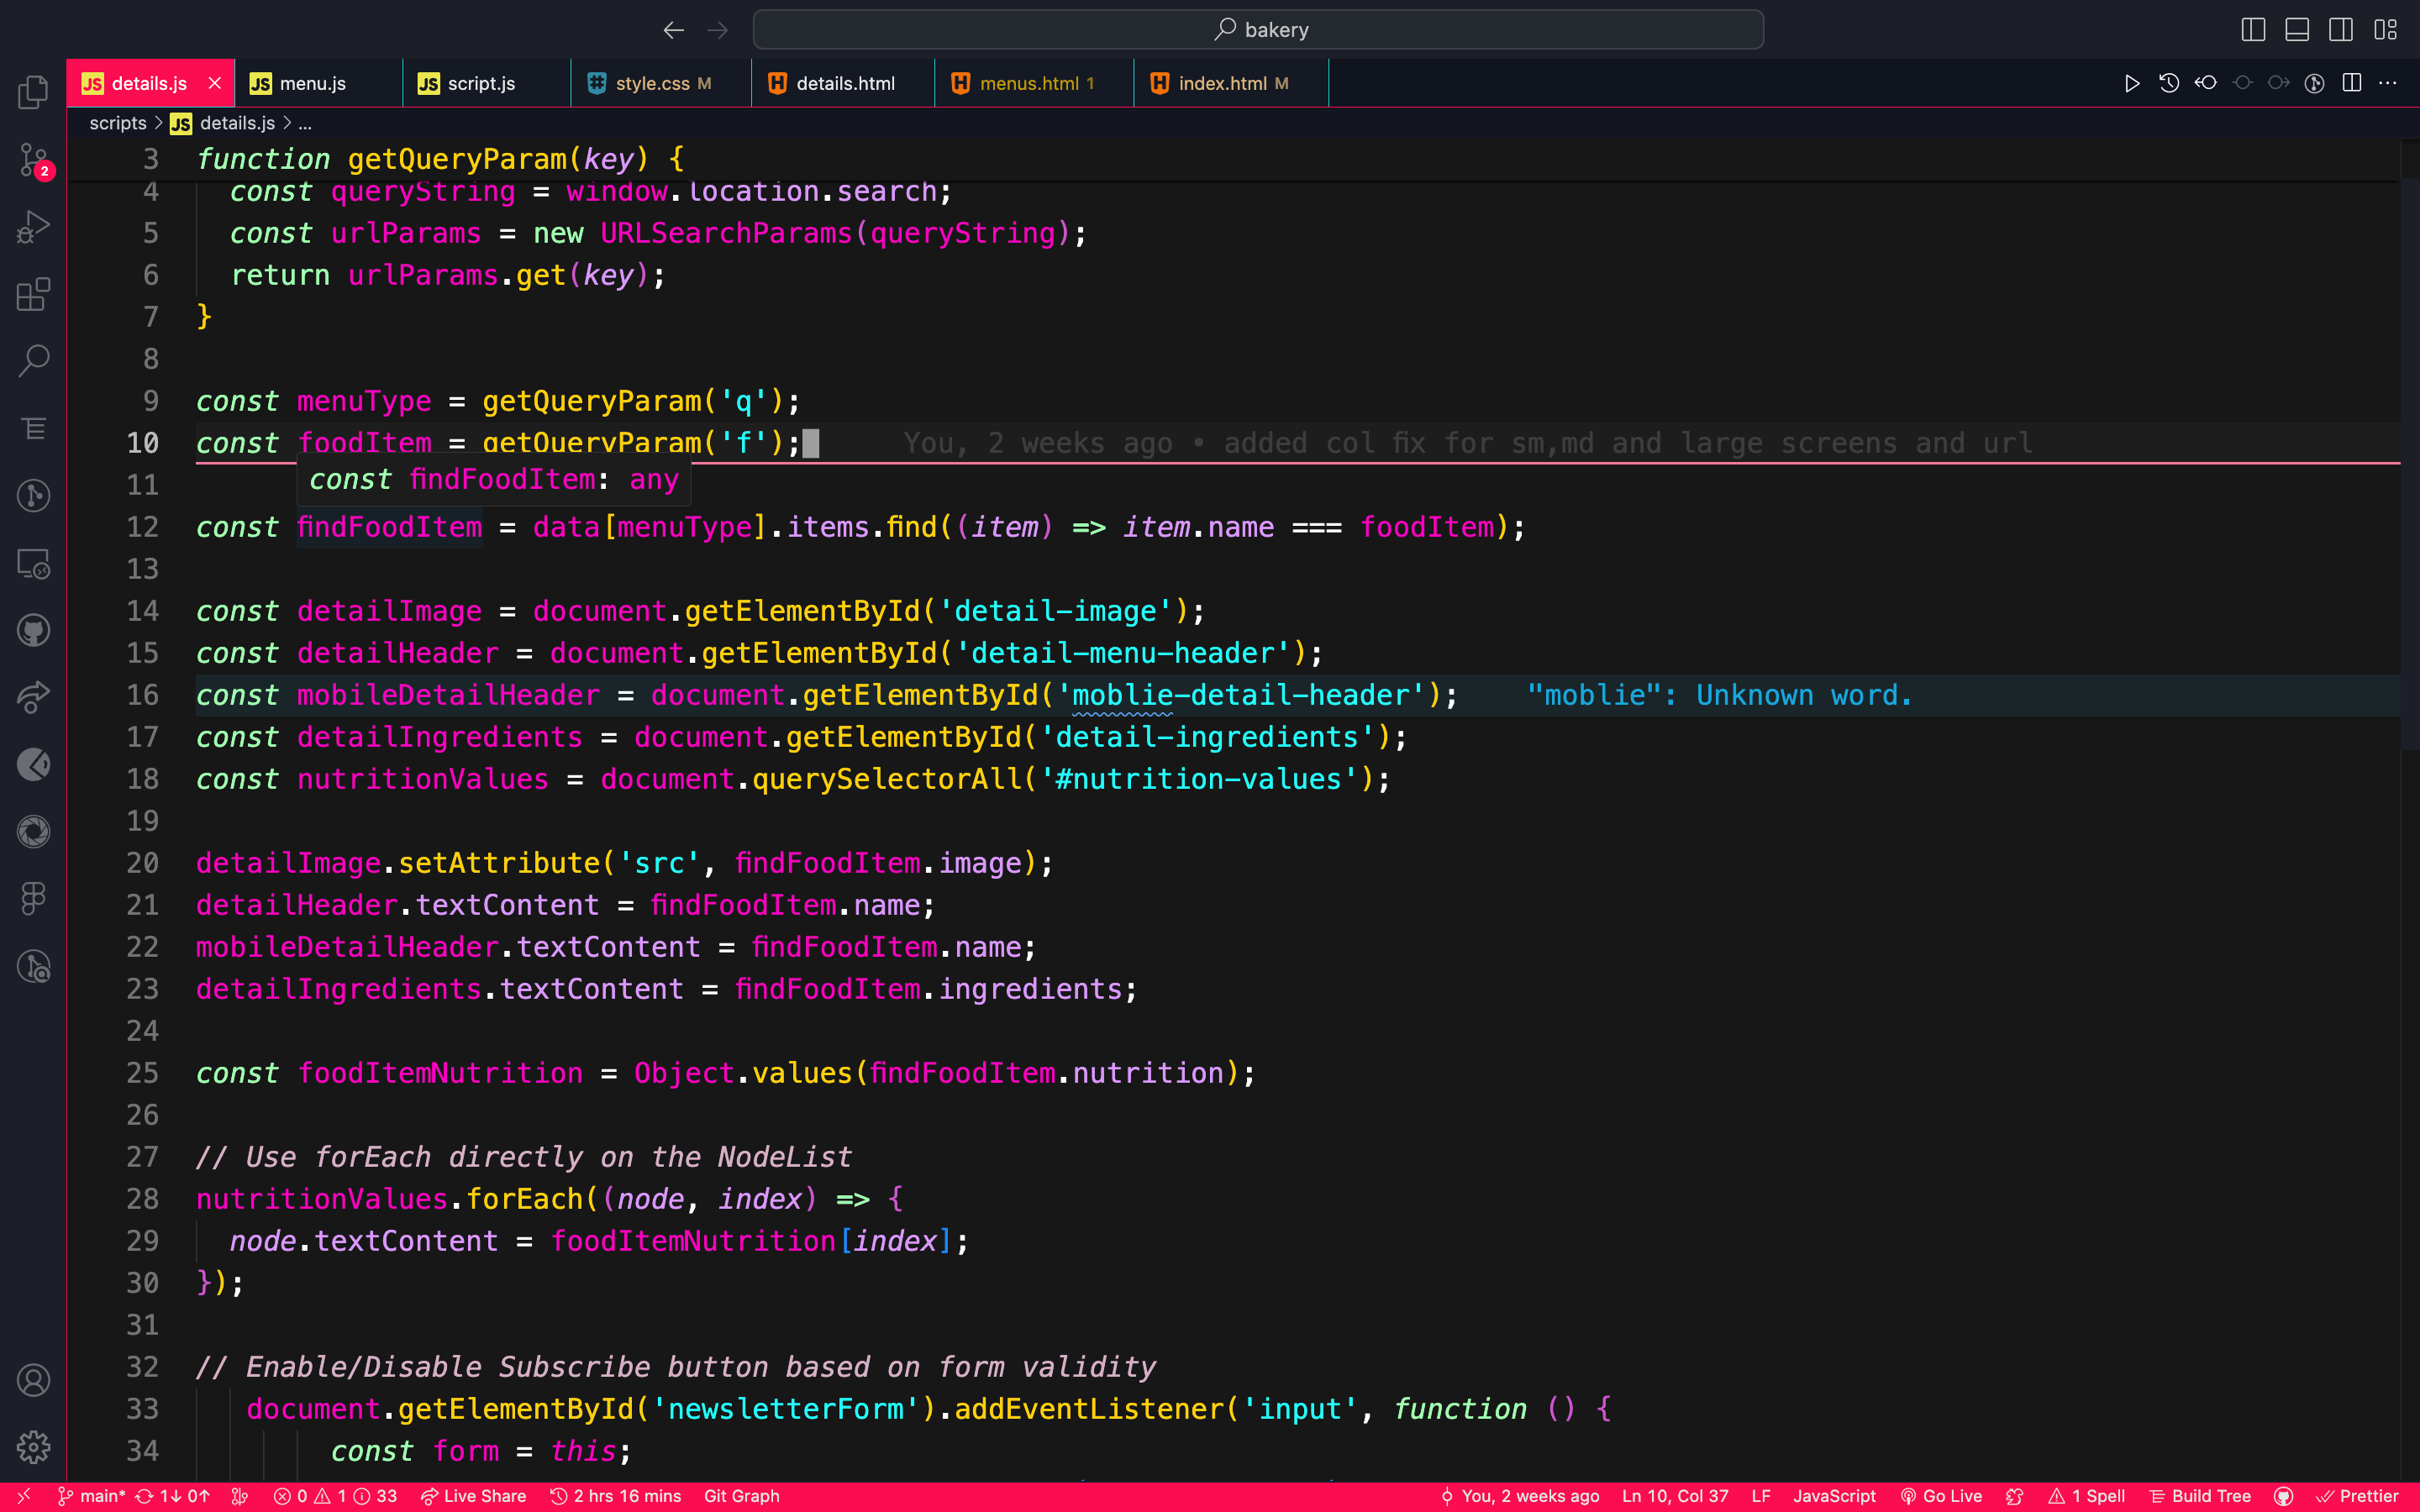 bakery
JS details.js
JS menu.js
JS script.js
# style.css M
details.html
menus.html 1
index.html M
scripts > JS details.js > ...
2
3 function getQueryParam(key) {
4 const queryString = window.location.search;
5 const urlParams = new URLSearchParams(queryString);
6 return urlParams.get(key);
7 }
8
9 const menuType = getQueryParam('q');
10 const foodItem = getQueryParam('f'); You, 2 weeks ago • added col fix for sm,md and large screens and url
11
const findFoodItem: any
12 const findFoodItem = data[menuType].items.find((item) => item.name === foodItem);
13
14 const detailImage = document.getElementById('detail-image');
15 const detailHeader = document.getElementById('detail-menu-header');
16 const mobileDetailHeader = document.getElementById('moblie-detail-header'); "moblie": Unknown word.
17 const detailIngredients = document.getElementById('detail-ingredients');
18 const nutritionValues = document.querySelectorAll('#nutrition-values');
19
20 detailImage.setAttribute('src', findFoodItem.image);
21 detailHeader.textContent = findFoodItem.name;
22 mobileDetailHeader.textContent = findFoodItem.name;
23 detailIngredients.textContent = findFoodItem.ingredients;
24
25 const foodItemNutrition = Object.values(findFoodItem.nutrition);
26
27 // Use forEach directly on the NodeList
28 nutritionValues.forEach((node, index) => {
29 node.textContent = foodItemNutrition[index];
30 });
31
32 // Enable/Disable Subscribe button based on form validity
33 document.getElementById('newsletterForm').addEventListener('input', function () {
34 const form = this;
main* 1↓ 0↑ 0 1 33 Live Share 2 hrs 16 mins Git Graph You, 2 weeks ago Ln 10, Col 37 LF JavaScript Go Live 1 Spell Build Tree Prettier